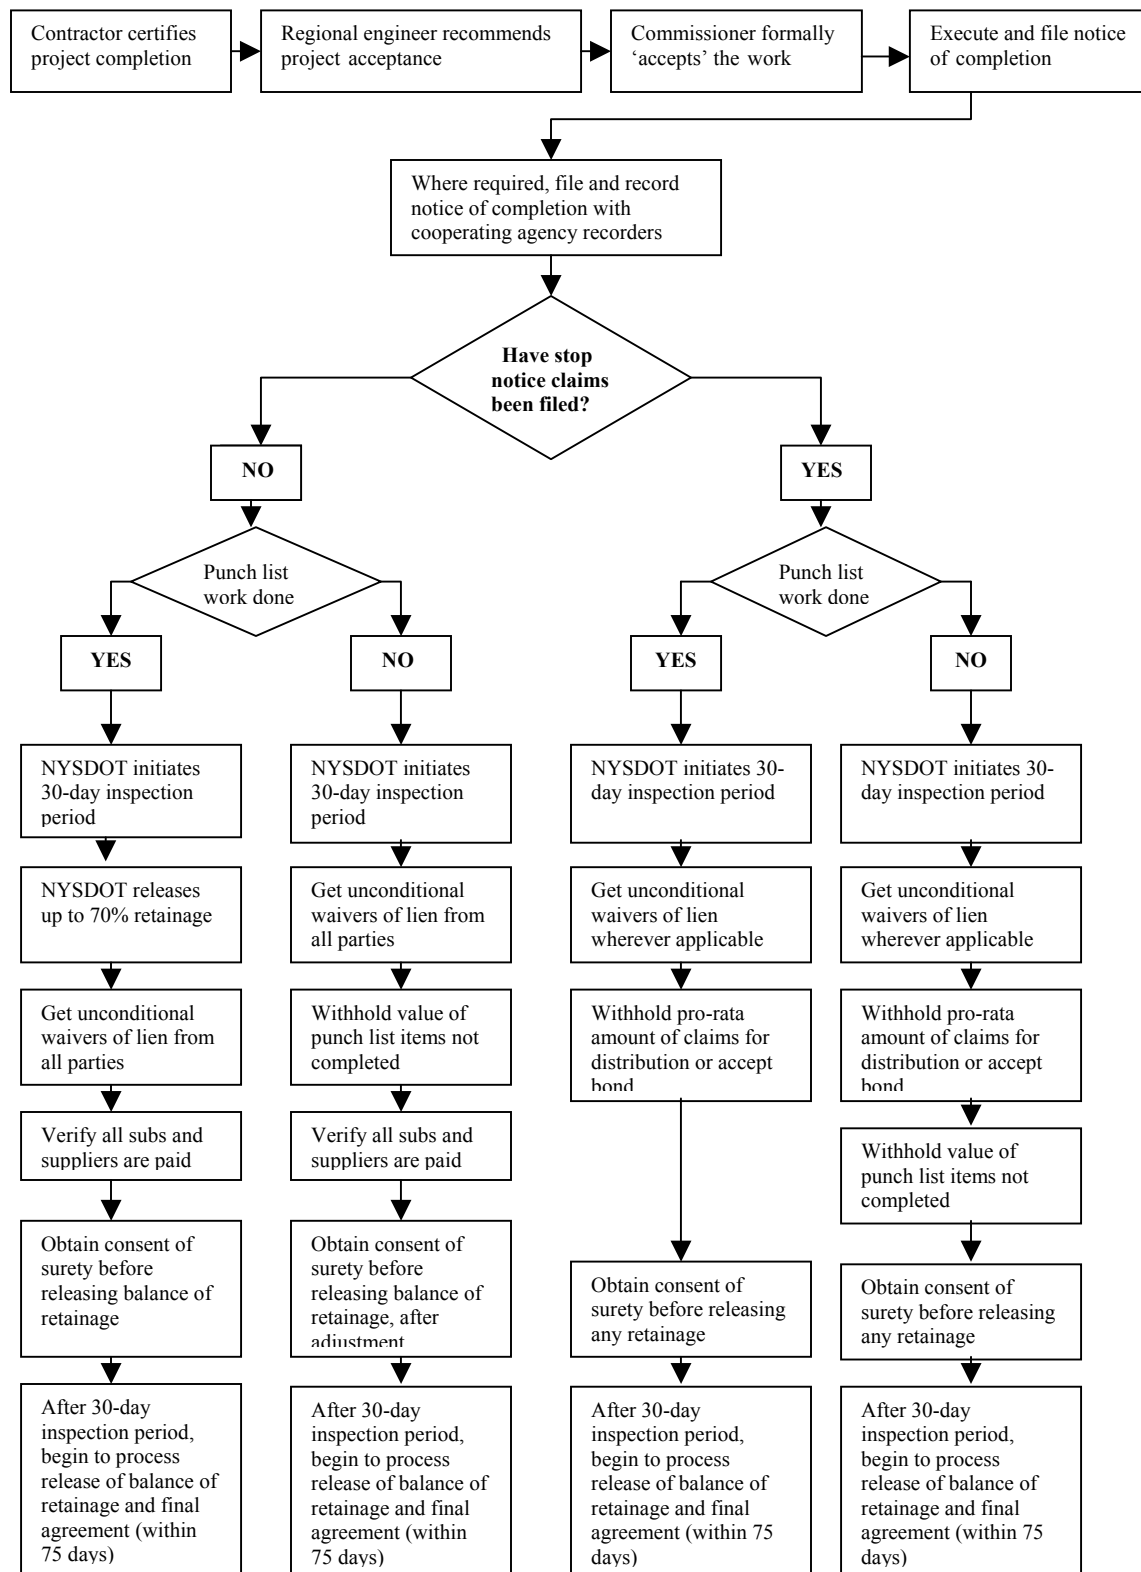 Contractor certifies
project completion
Regional engineer recommends
project acceptance
Commissioner formally
‘accepts’ the work
Execute and file notice
of completion
Where required, file and record
notice of completion with
cooperating agency recorders
Have stop
notice claims
been filed?
NO
YES
Punch list
work done
Punch list
work done
YES
NO
YES
NO
NYSDOT initiates
30-day inspection
period
NYSDOT initiates
30-day inspection
period
NYSDOT initiates 30-
day inspection period
NYSDOT initiates 30-
day inspection period
NYSDOT releases
up to 70% retainage
Get unconditional
waivers of lien from
all parties
Get unconditional
waivers of lien
wherever applicable
Get unconditional
waivers of lien
wherever applicable
Get unconditional
waivers of lien from
all parties
Withhold value of
punch list items not
completed
Withhold pro-rata
amount of claims for
distribution or accept
bond
Withhold pro-rata
amount of claims for
distribution or accept
bond
Verify all subs and
suppliers are paid
Verify all subs and
suppliers are paid
Withhold value of
punch list items not
completed
Obtain consent of
surety before
releasing balance of
retainage
Obtain consent of
surety before
releasing balance of
retainage, after
adjustment
Obtain consent of
surety before releasing
any retainage
Obtain consent of
surety before releasing
any retainage
After 30-day
inspection period,
begin to process
release of balance of
retainage and final
agreement (within
75 days)
After 30-day
inspection period,
begin to process
release of balance of
retainage and final
agreement (within
75 days)
After 30-day
inspection period,
begin to process
release of balance of
retainage and final
agreement (within 75
days)
After 30-day
inspection period,
begin to process
release of balance of
retainage and final
agreement (within 75
days)